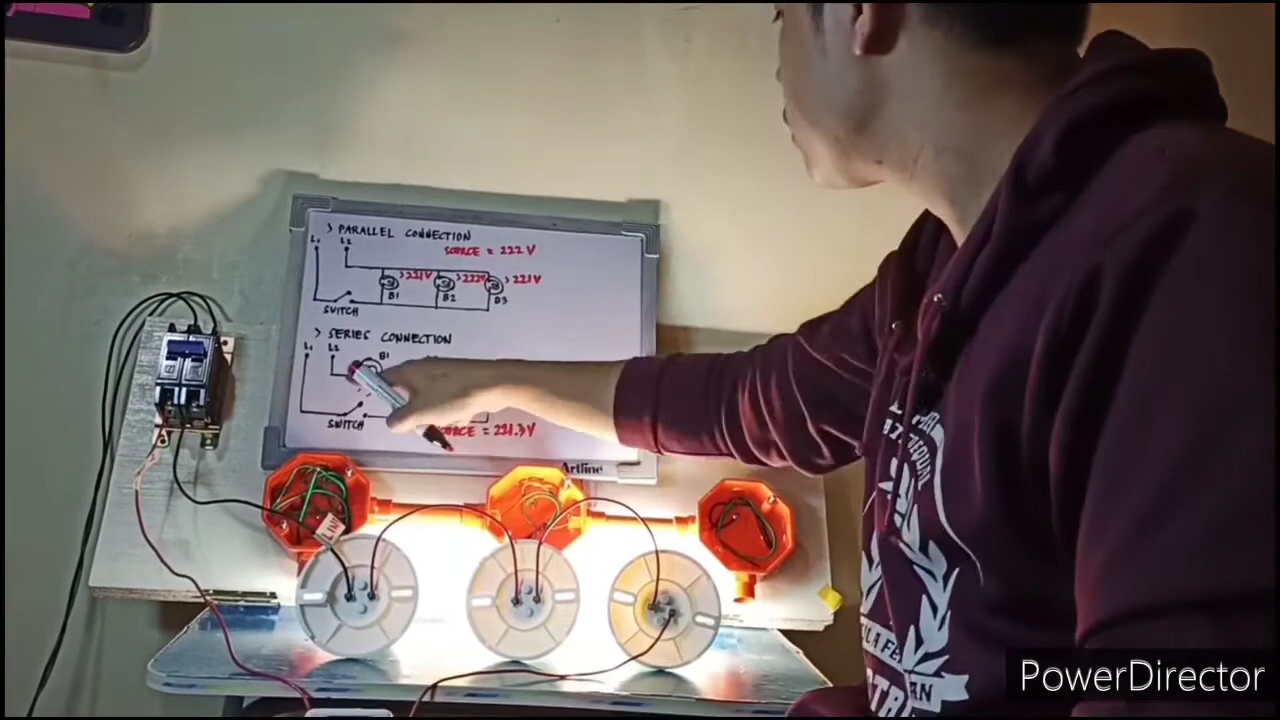 > PARALLEL CONNECTION
SOURCE = 222 V
L1 L2
>221V >222V >221V
B1 B2 B3
SWITCH
> SERIES CONNECTION
L1 L2
B1
SWITCH
= 221.3V
Artline
LINE
PowerDirector